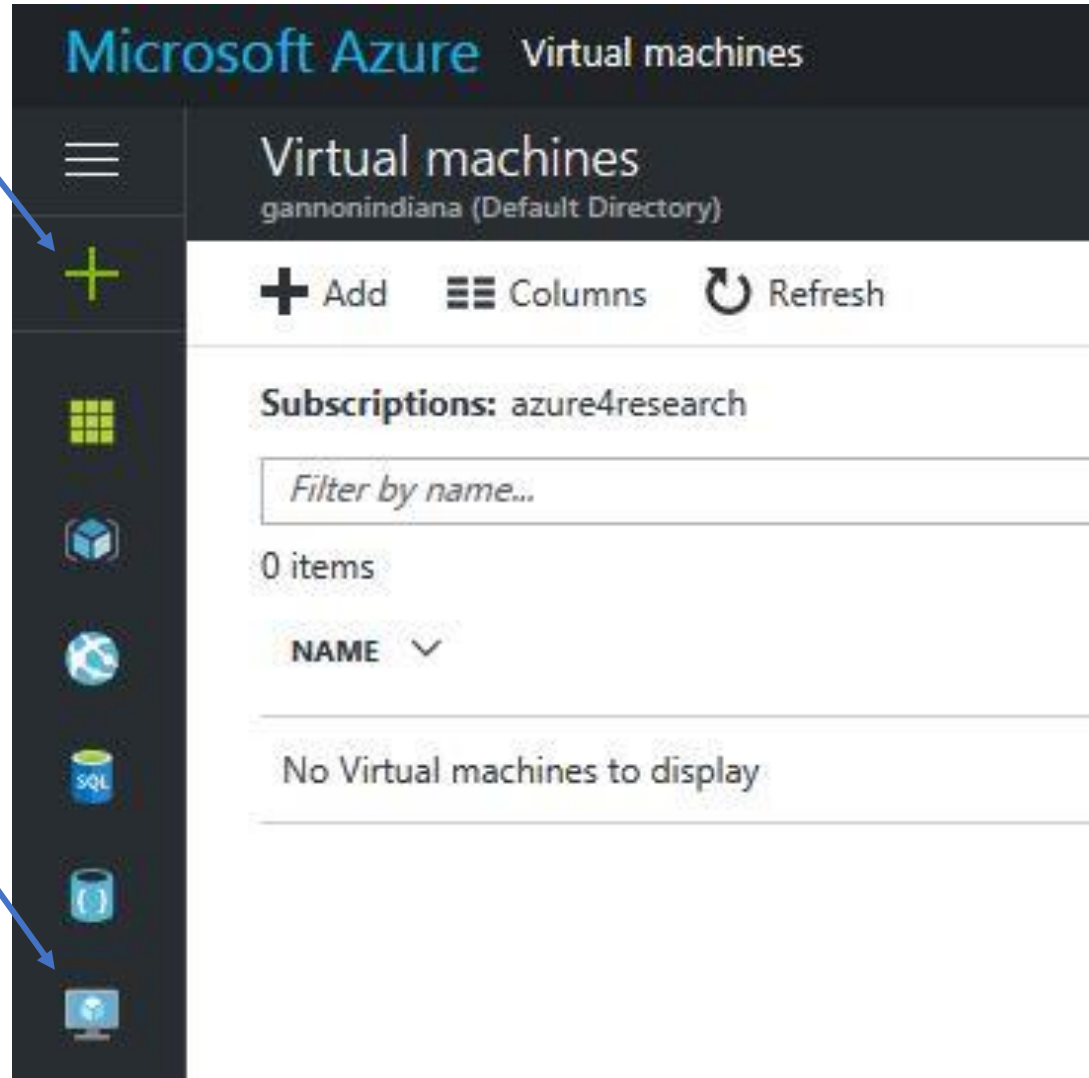 Microsoft Azure Virtual machines
Virtual machines
gannonindiana (Default Directory)
Add Columns Refresh
Subscriptions: azure4research
Filter by name...
0 items
NAME
No Virtual machines to display
SQL
{ }